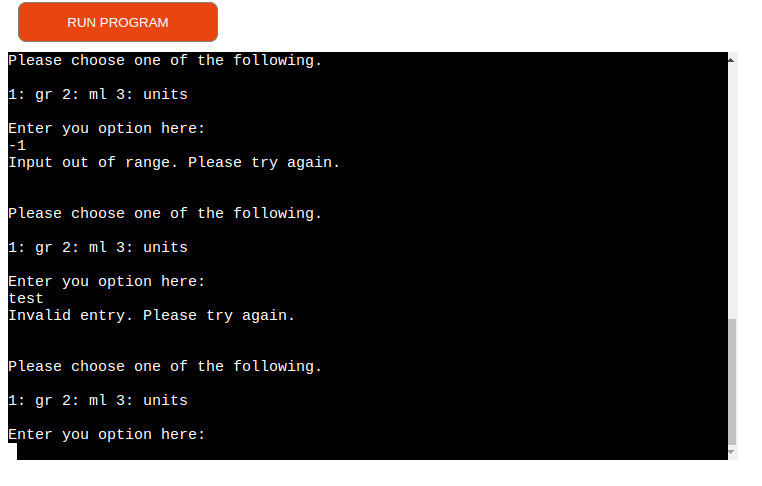 RUN PROGRAM
Please choose one of the following.
1: gr 2: ml 3: units
Enter you option here:
-1
Input out of range. Please try again.
Please choose one of the following.
1: gr 2: ml 3: units
Enter you option here:
test
Invalid entry. Please try again.
Please choose one of the following.
1: gr 2: ml 3: units
Enter you option here: